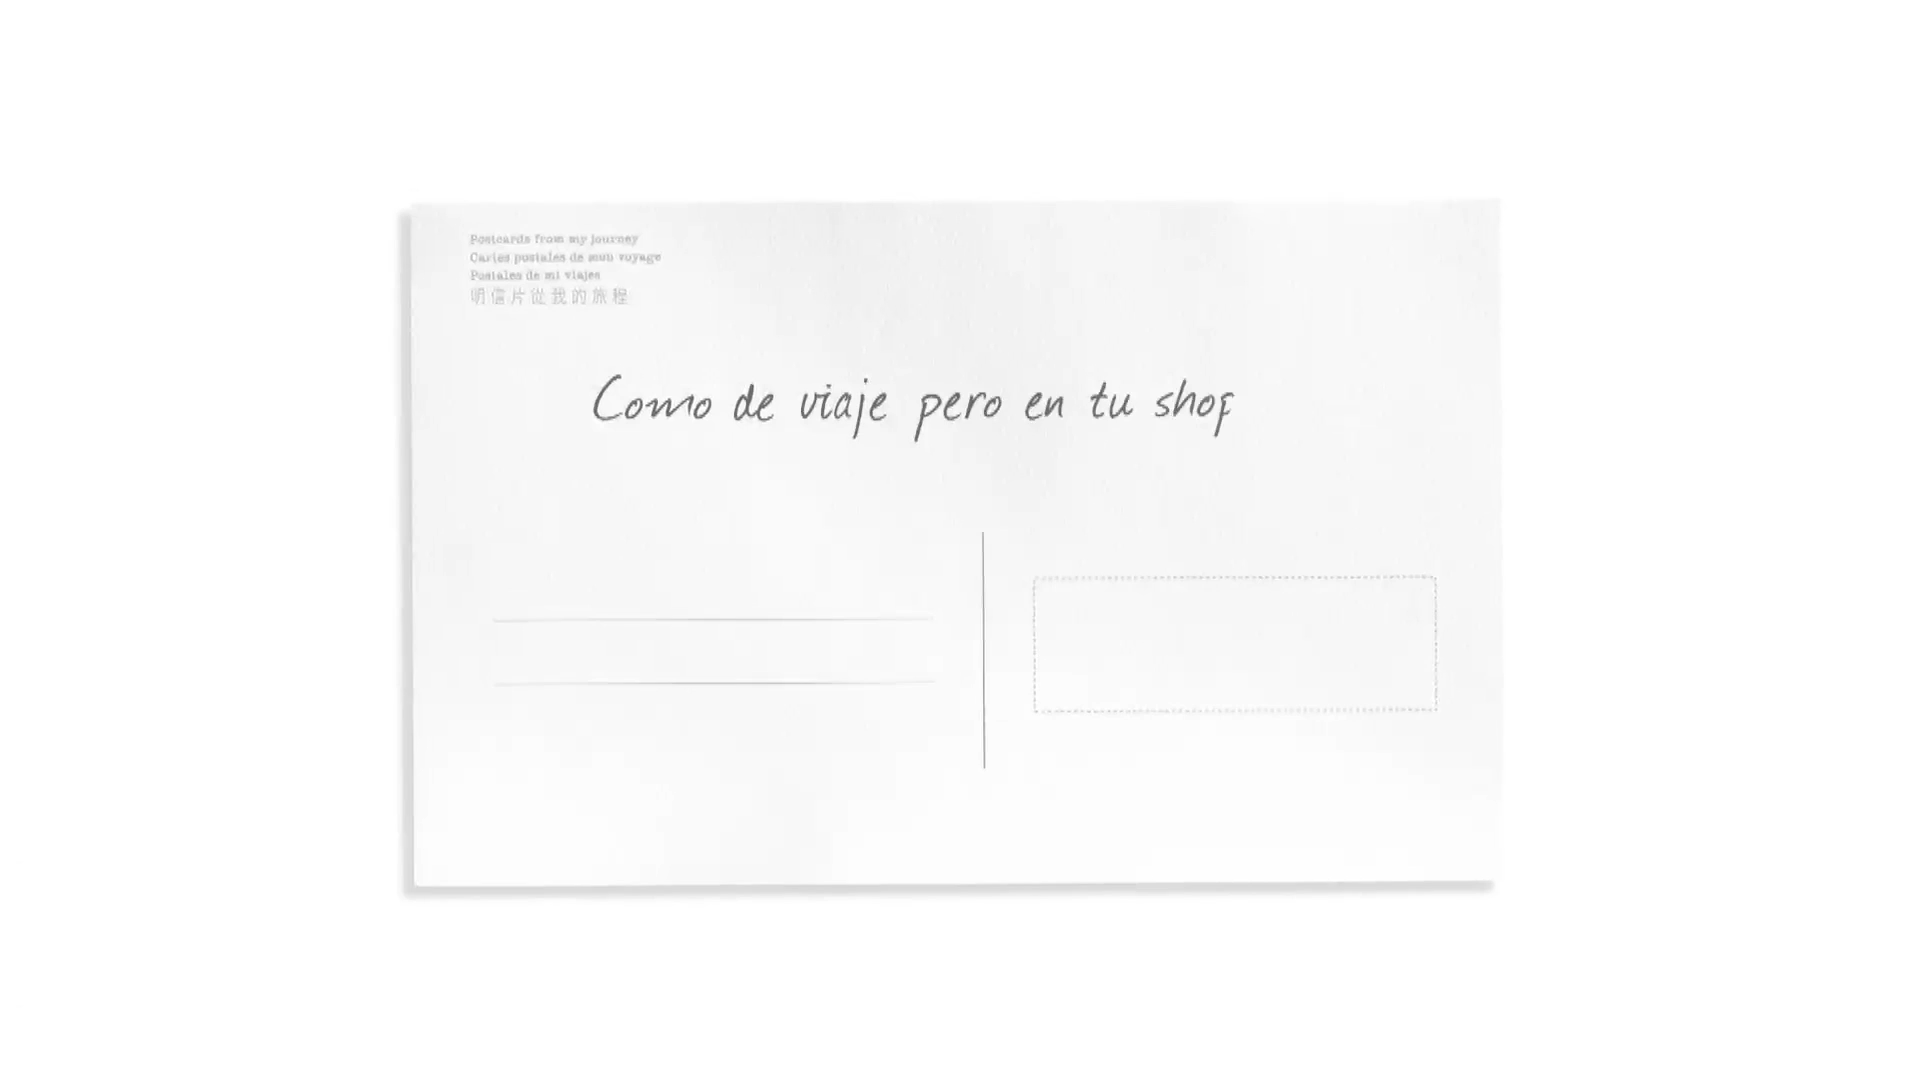 Postcards from my journey
Cartes postales de mon voyage
Postales de mi viajes
明信片從我的旅程
Como de viaje pero en tu shop